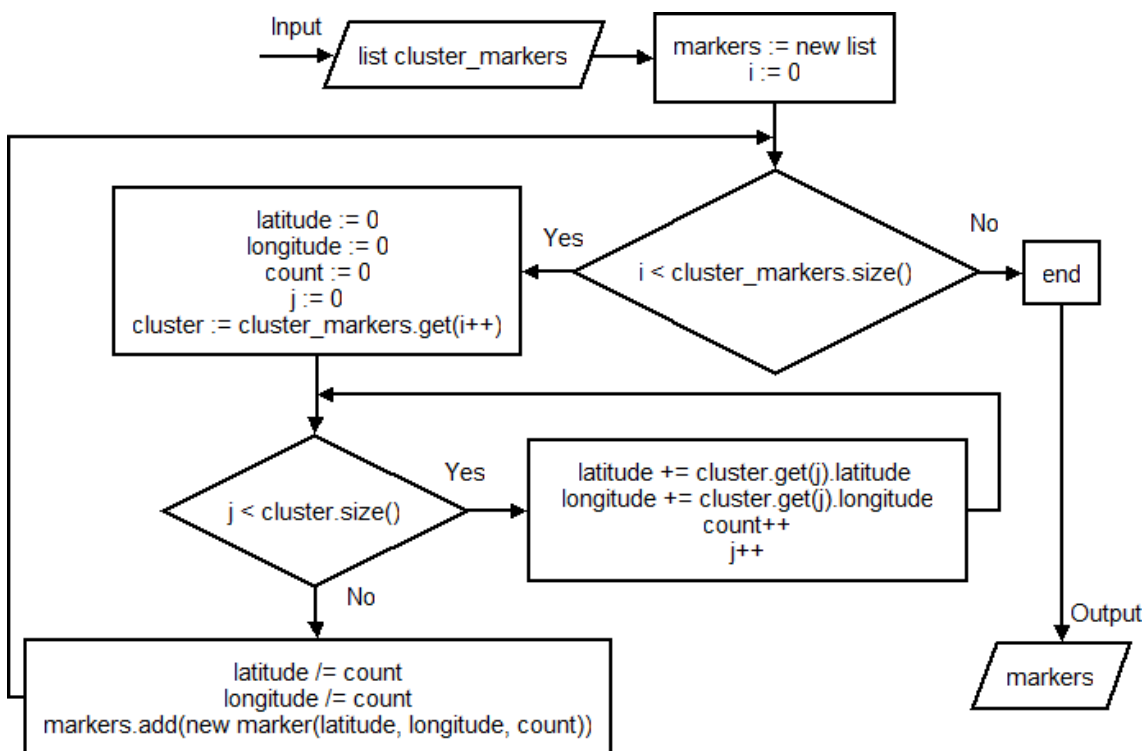 Input
list cluster_markers
markers := new list
i := 0
latitude := 0
longitude := 0
count := 0
j := 0
cluster := cluster_markers.get(i++)
Yes
i < cluster_markers.size()
No
end
j < cluster.size()
Yes
latitude += cluster.get(j).latitude
longitude += cluster.get(j).longitude
count++
j++
No
latitude /= count
longitude /= count
markers.add(new marker(latitude, longitude, count))
Output
markers